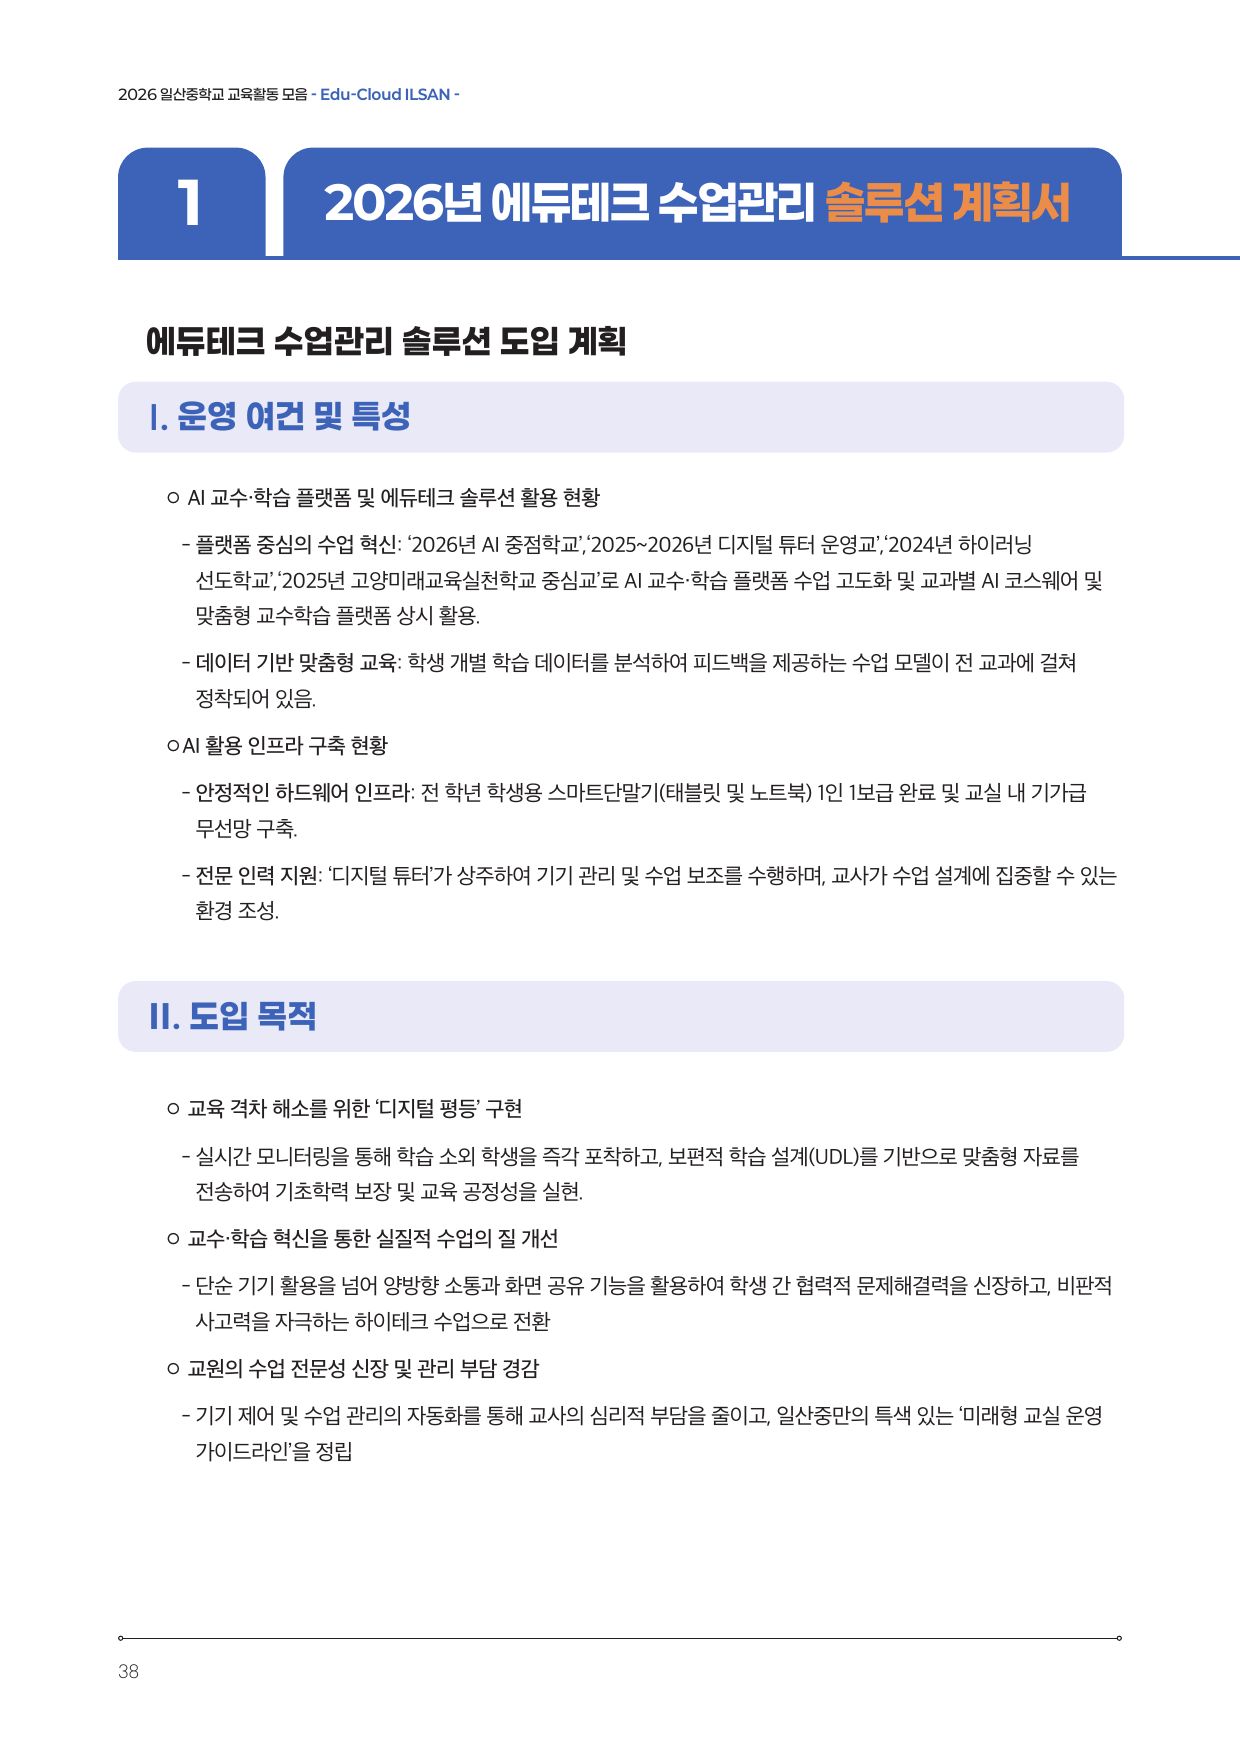 2026 일산중학교 교육활동 모음 - Edu-Cloud ILSAN -
1
2026년 에듀테크 수업관리 솔루션 계획서
에듀테크 수업관리 솔루션 도입 계획
I. 운영 여건 및 특성
○ AI 교수·학습 플랫폼 및 에듀테크 솔루션 활용 현황
- 플랫폼 중심의 수업 혁신: ‘2026년 AI 중점학교’,‘2025~2026년 디지털 튜터 운영교’,‘2024년 하이러닝
선도학교’,‘2025년 고양미래교육실천학교 중심교’로 AI 교수·학습 플랫폼 수업 고도화 및 교과별 AI 코스웨어 및
맞춤형 교수학습 플랫폼 상시 활용.
- 데이터 기반 맞춤형 교육: 학생 개별 학습 데이터를 분석하여 피드백을 제공하는 수업 모델이 전 교과에 걸쳐
정착되어 있음.
○AI 활용 인프라 구축 현황
- 안정적인 하드웨어 인프라: 전 학년 학생용 스마트단말기(태블릿 및 노트북) 1인 1보급 완료 및 교실 내 기가급
무선망 구축.
- 전문 인력 지원: ‘디지털 튜터’가 상주하여 기기 관리 및 수업 보조를 수행하며, 교사가 수업 설계에 집중할 수 있는
환경 조성.
II. 도입 목적
○ 교육 격차 해소를 위한 ‘디지털 평등’ 구현
- 실시간 모니터링을 통해 학습 소외 학생을 즉각 포착하고, 보편적 학습 설계(UDL)를 기반으로 맞춤형 자료를
전송하여 기초학력 보장 및 교육 공정성을 실현.
○ 교수·학습 혁신을 통한 실질적 수업의 질 개선
- 단순 기기 활용을 넘어 양방향 소통과 화면 공유 기능을 활용하여 학생 간 협력적 문제해결력을 신장하고, 비판적
사고력을 자극하는 하이테크 수업으로 전환
○ 교원의 수업 전문성 신장 및 관리 부담 경감
- 기기 제어 및 수업 관리의 자동화를 통해 교사의 심리적 부담을 줄이고, 일산중만의 특색 있는 ‘미래형 교실 운영
가이드라인’을 정립
38